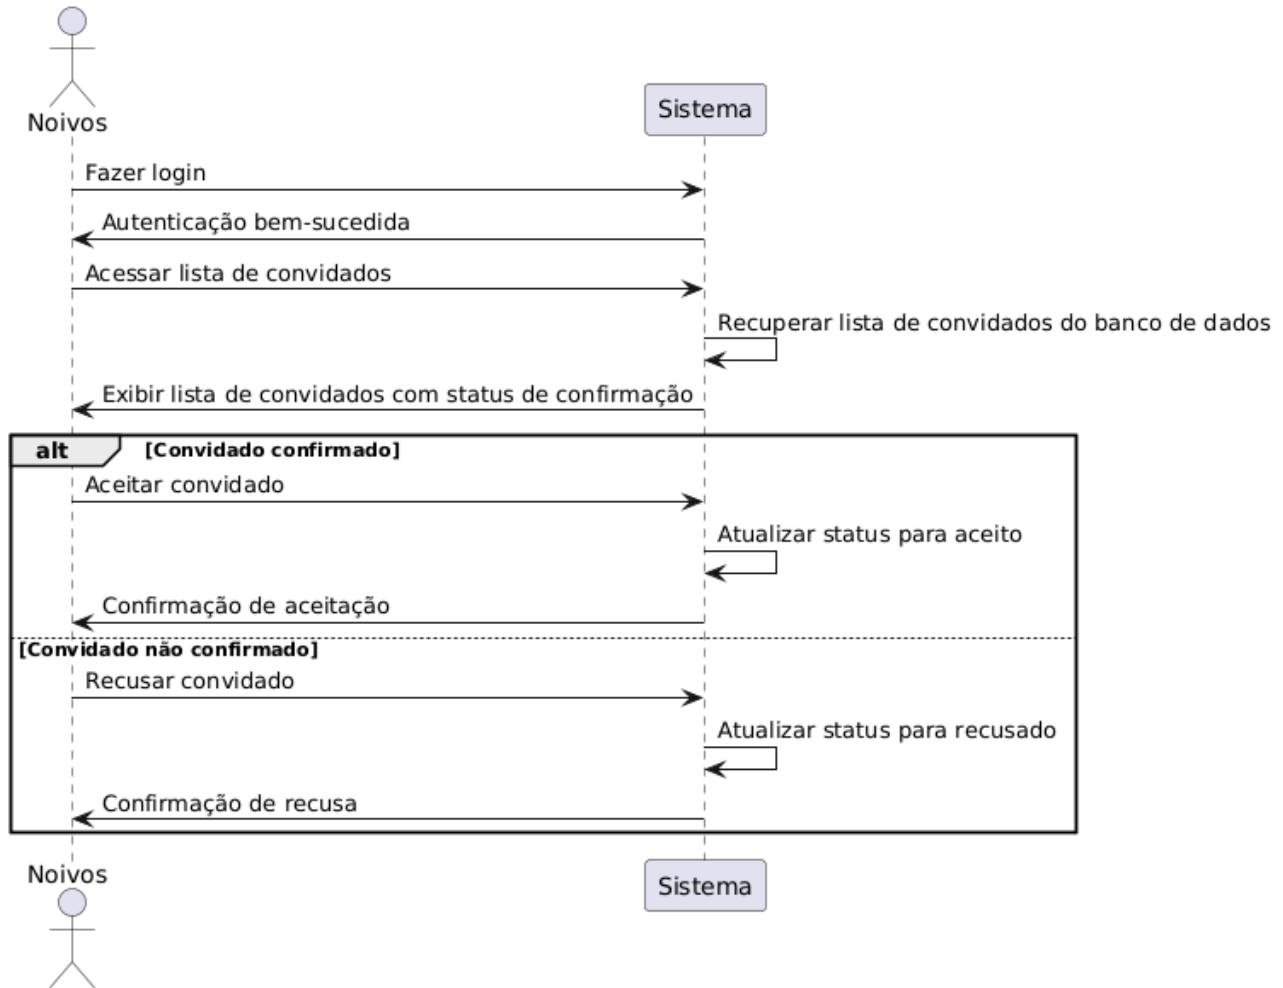 Noivos
Sistema
Fazer login
Autenticação bem-sucedida
Acessar lista de convidados
Recuperar lista de convidados do banco de dados
Exibir lista de convidados com status de confirmação
alt [Convidado confirmado]
Aceitar convidado
Atualizar status para aceito
Confirmação de aceitação
[Convidado não confirmado]
Recusar convidado
Atualizar status para recusado
Confirmação de recusa
Noivos
Sistema